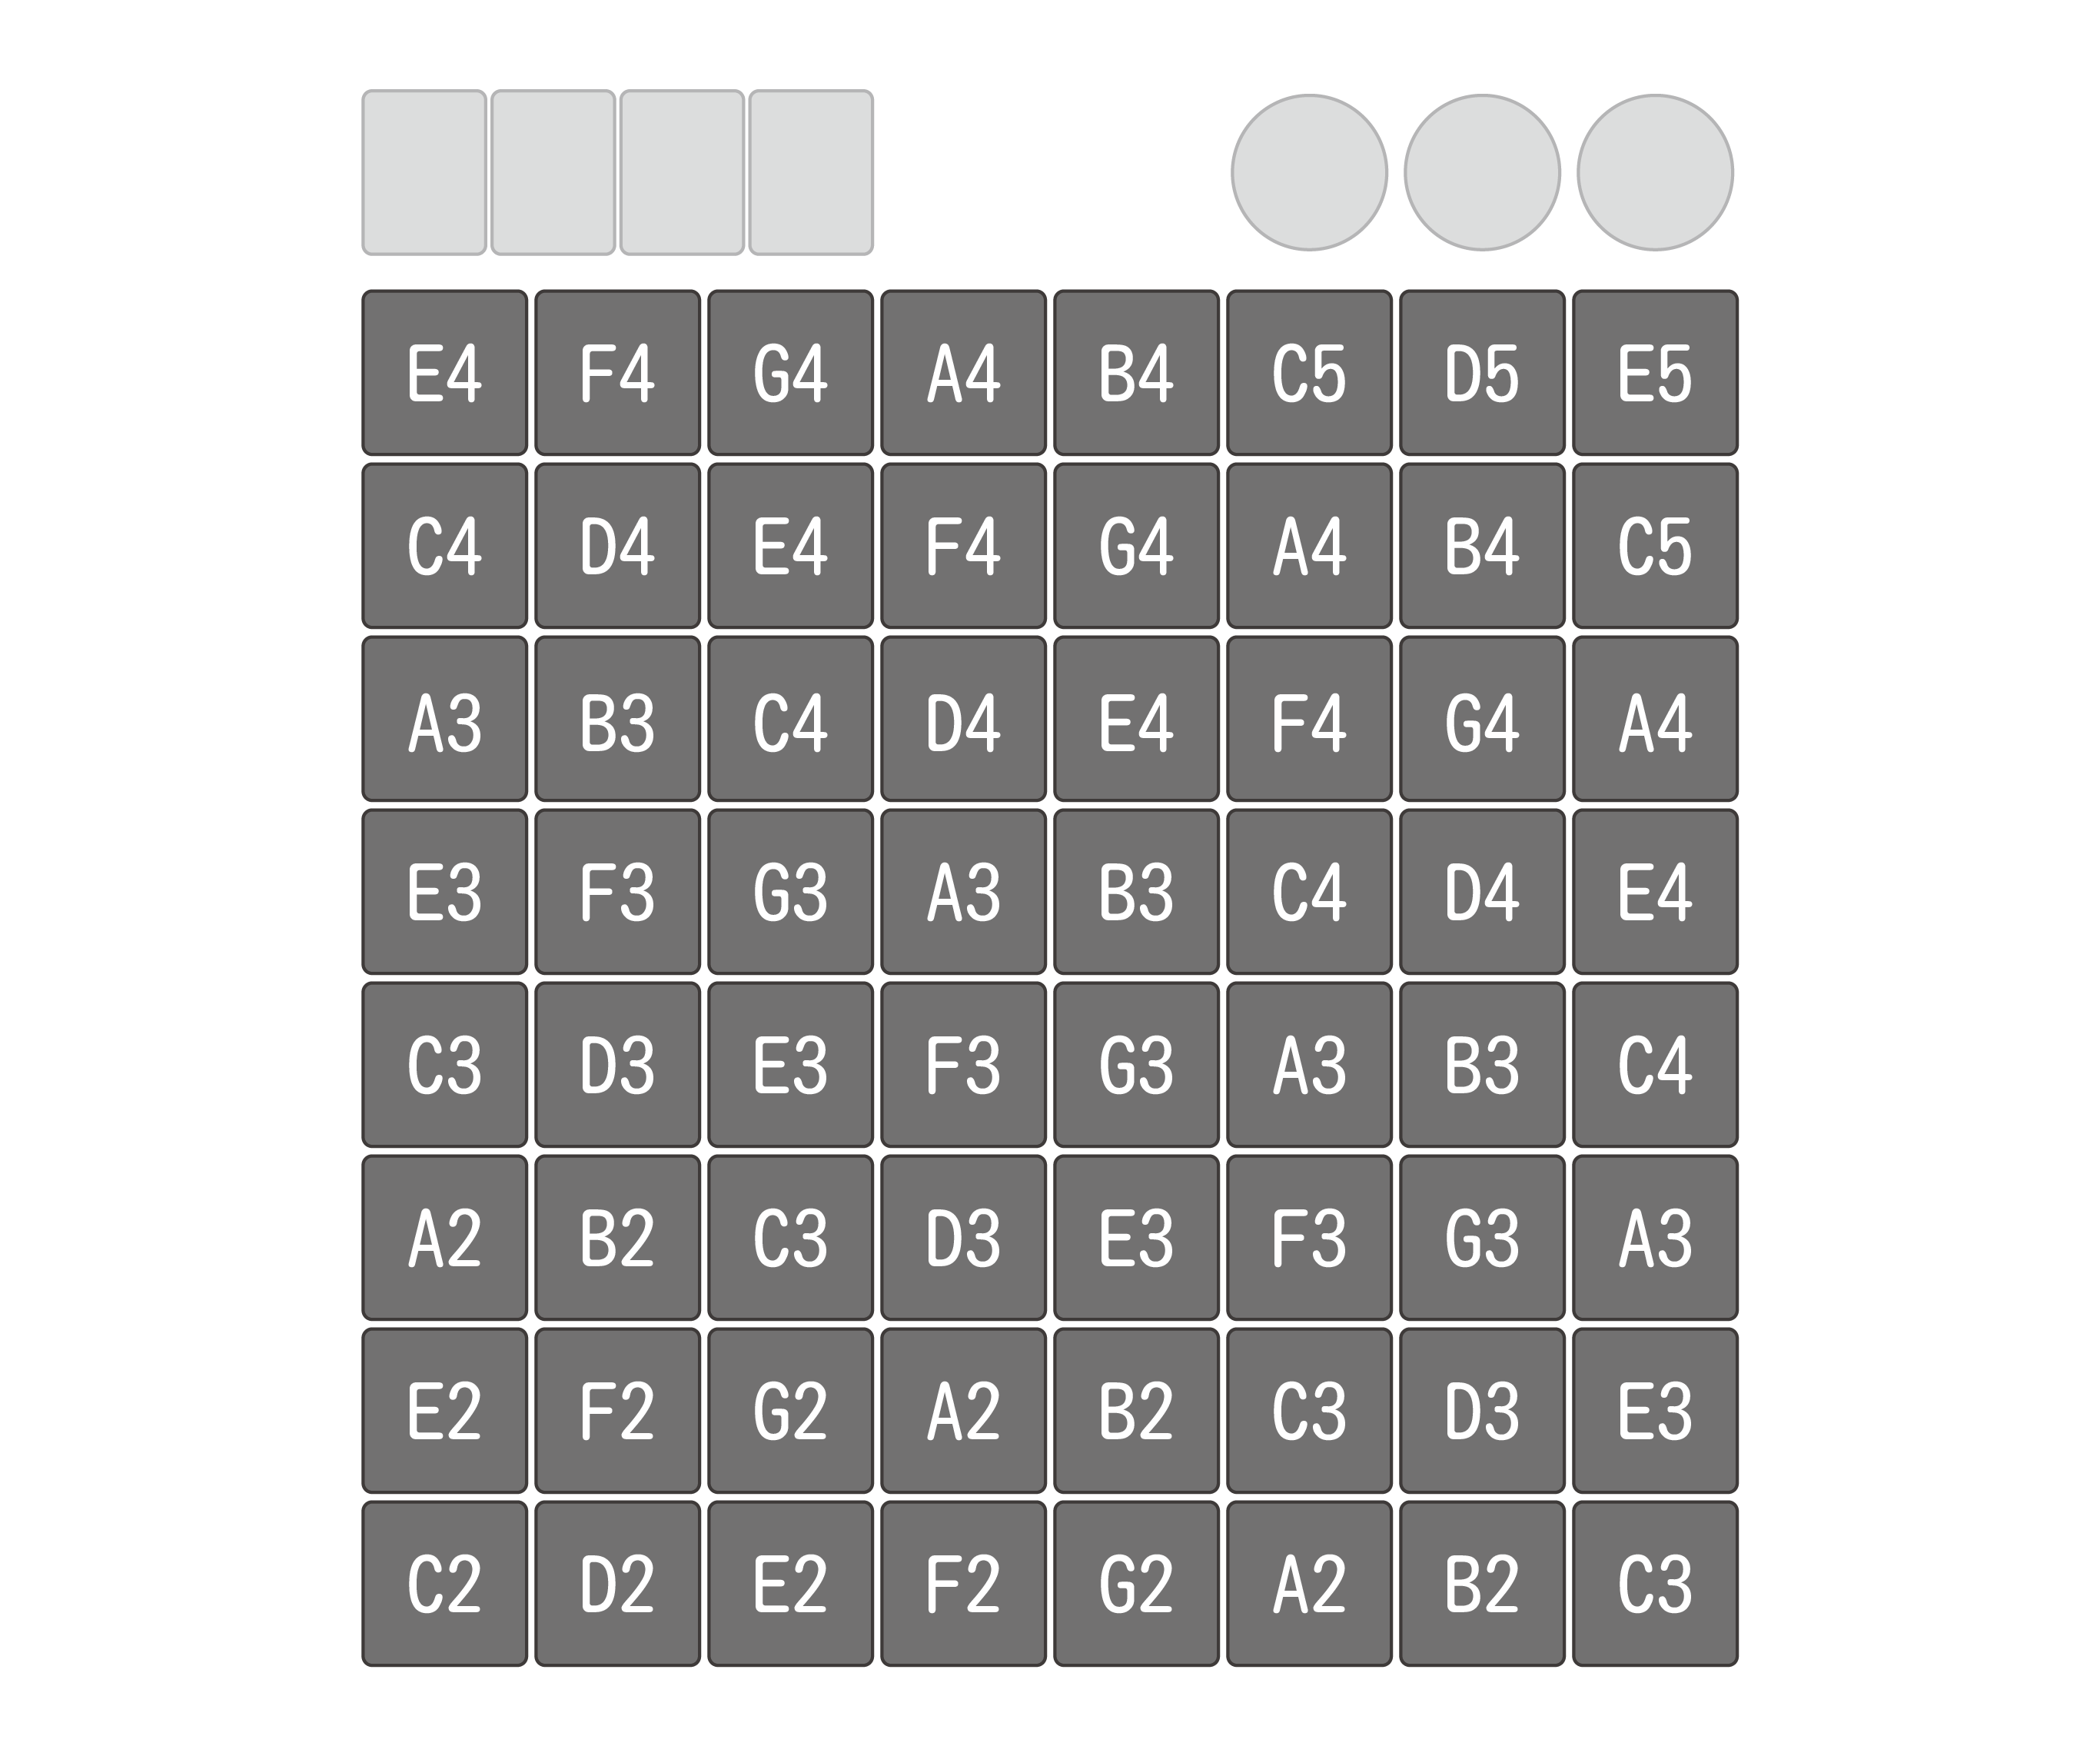 E4 F4 G4 A4 B4 C5 D5 E5
C4 D4 E4 F4 G4 A4 B4 C5
A3 B3 C4 D4 E4 F4 G4 A4
E3 F3 G3 A3 B3 C4 D4 E4
C3 D3 E3 F3 G3 A3 B3 C4
A2 B2 C3 D3 E3 F3 G3 A3
E2 F2 G2 A2 B2 C3 D3 E3
C2 D2 E2 F2 G2 A2 B2 C3